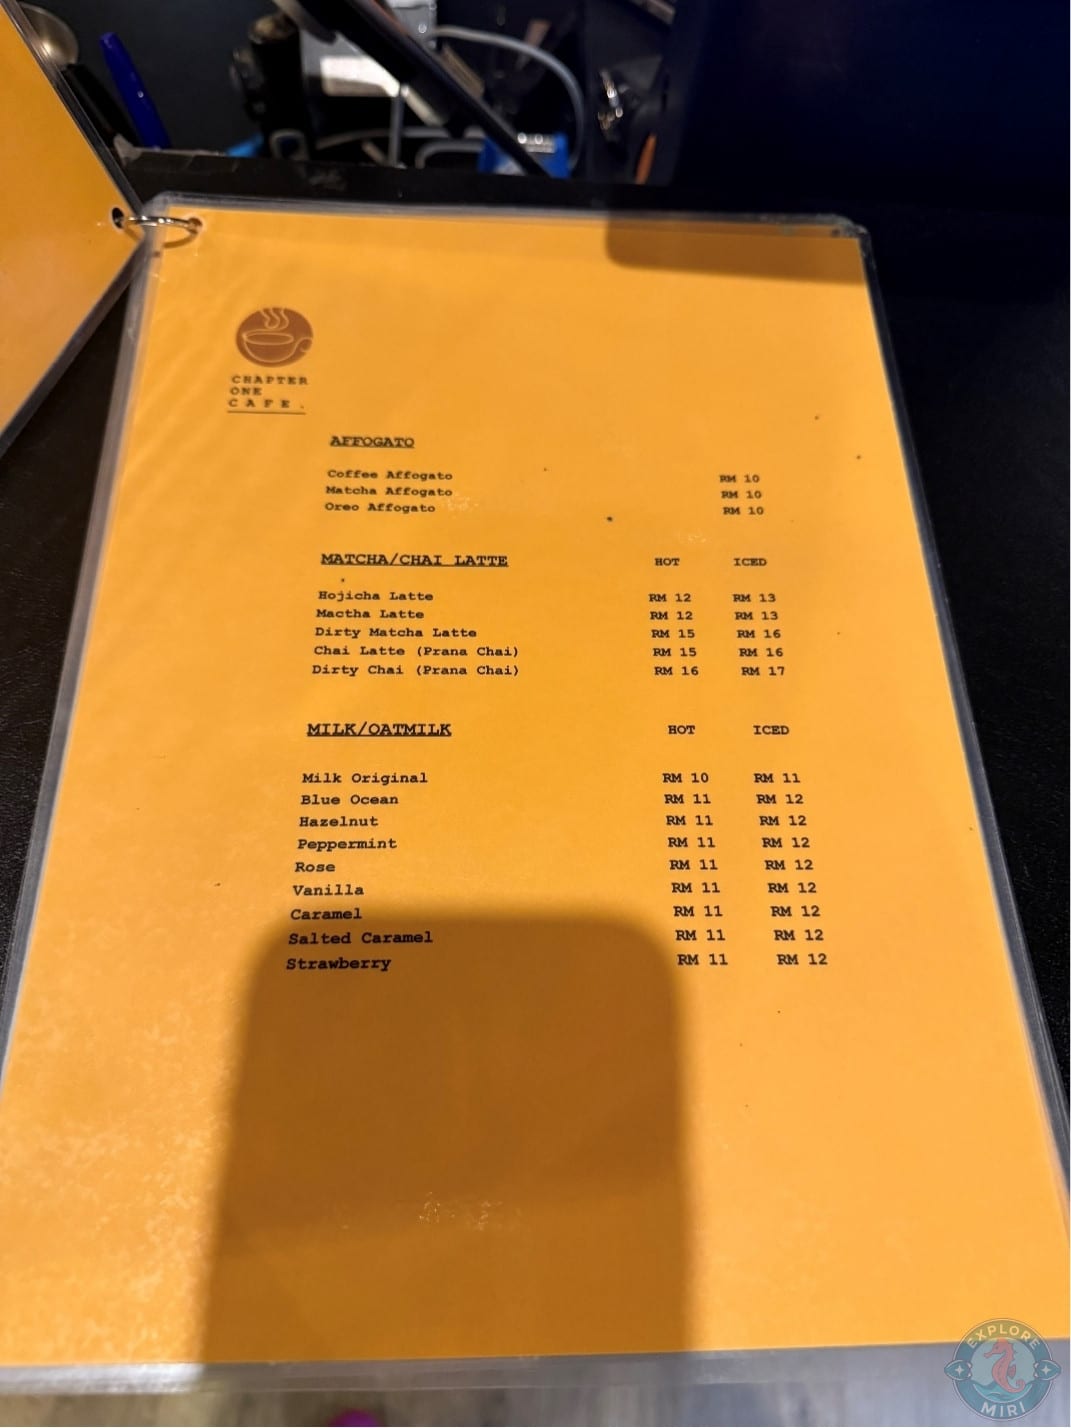 CHAPTER
ONE
CAFE.
AFFOGATO
Coffee Affogato RM 10
Matcha Affogato RM 10
Oreo Affogato RM 10
MATCHA/CHAI LATTE HOT ICED
Hojicha Latte RM 12 RM 13
Mactha Latte RM 12 RM 13
Dirty Matcha Latte RM 15 RM 16
Chai Latte (Prana Chai) RM 15 RM 16
Dirty Chai (Prana Chai) RM 16 RM 17
MILK/OATMILK HOT ICED
Milk Original RM 10 RM 11
Blue Ocean RM 11 RM 12
Hazelnut RM 11 RM 12
Peppermint RM 11 RM 12
Rose RM 11 RM 12
Vanilla RM 11 RM 12
Caramel RM 11 RM 12
Salted Caramel RM 11 RM 12
Strawberry RM 11 RM 12
EXPLORE
MIRI